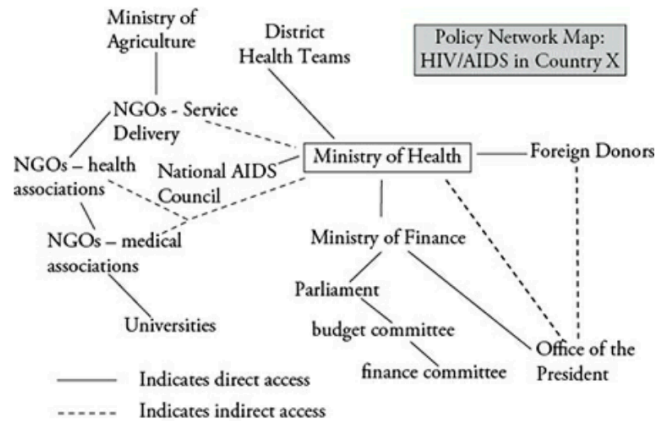 Ministry of
Agriculture
District
Health Teams
Policy Network Map:
HIV/AIDS in Country X
NGOs - Service
Delivery
NGOs – health
associations
National AIDS
Council
Ministry of Health
Foreign Donors
NGOs – medical
associations
Ministry of Finance
Universities
Parliament
budget committee
finance committee
Office of the
President
Indicates direct access
Indicates indirect access